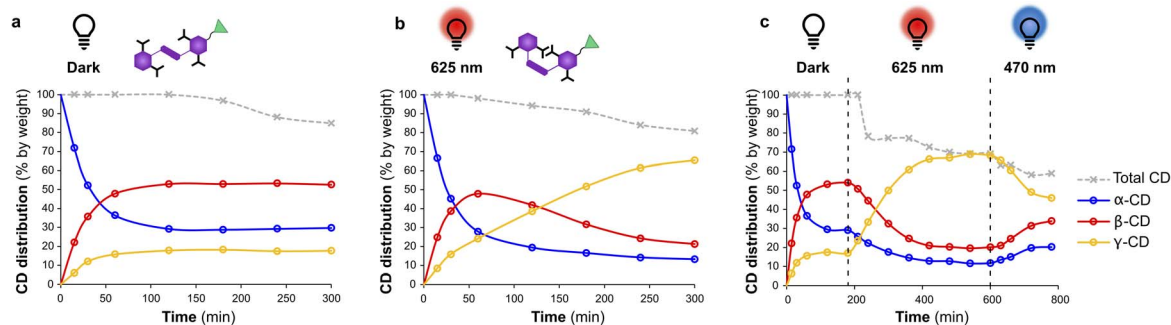 a
Dark
CD distribution (% by weight)
100
90
80
70
60
50
40
30
20
10
0
0 50 100 150 200 250 300
Time (min)
b
625 nm
CD distribution (% by weight)
100
90
80
70
60
50
40
30
20
10
0
0 50 100 150 200 250 300
Time (min)
c
Dark 625 nm 470 nm
CD distribution (% by weight)
100
90
80
70
60
50
40
30
20
10
0
0 200 400 600 800
Time (min)
Total CD
α-CD
β-CD
γ-CD